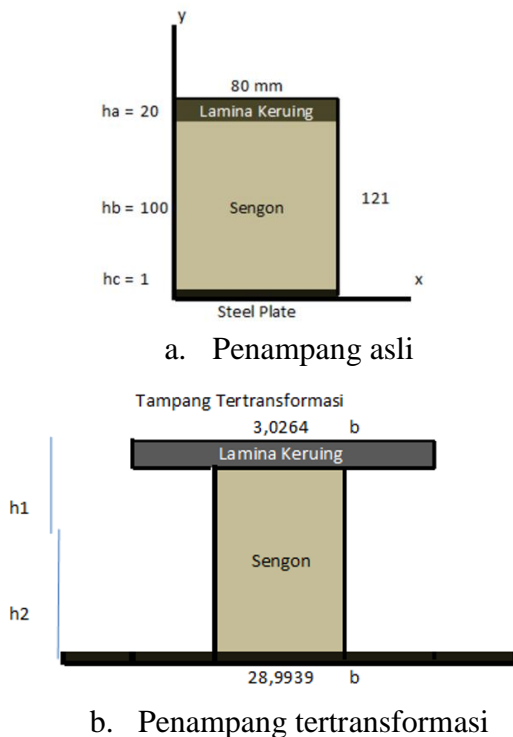 y
80 mm
ha = 20
Lamina Keruing
hb = 100
Sengon
121
hc = 1
x
Steel Plate
a. Penampang asli
Tampang Tertransformasi
3,0264 b
Lamina Keruing
h1
Sengon
h2
28,9939 b
b. Penampang tertransformasi